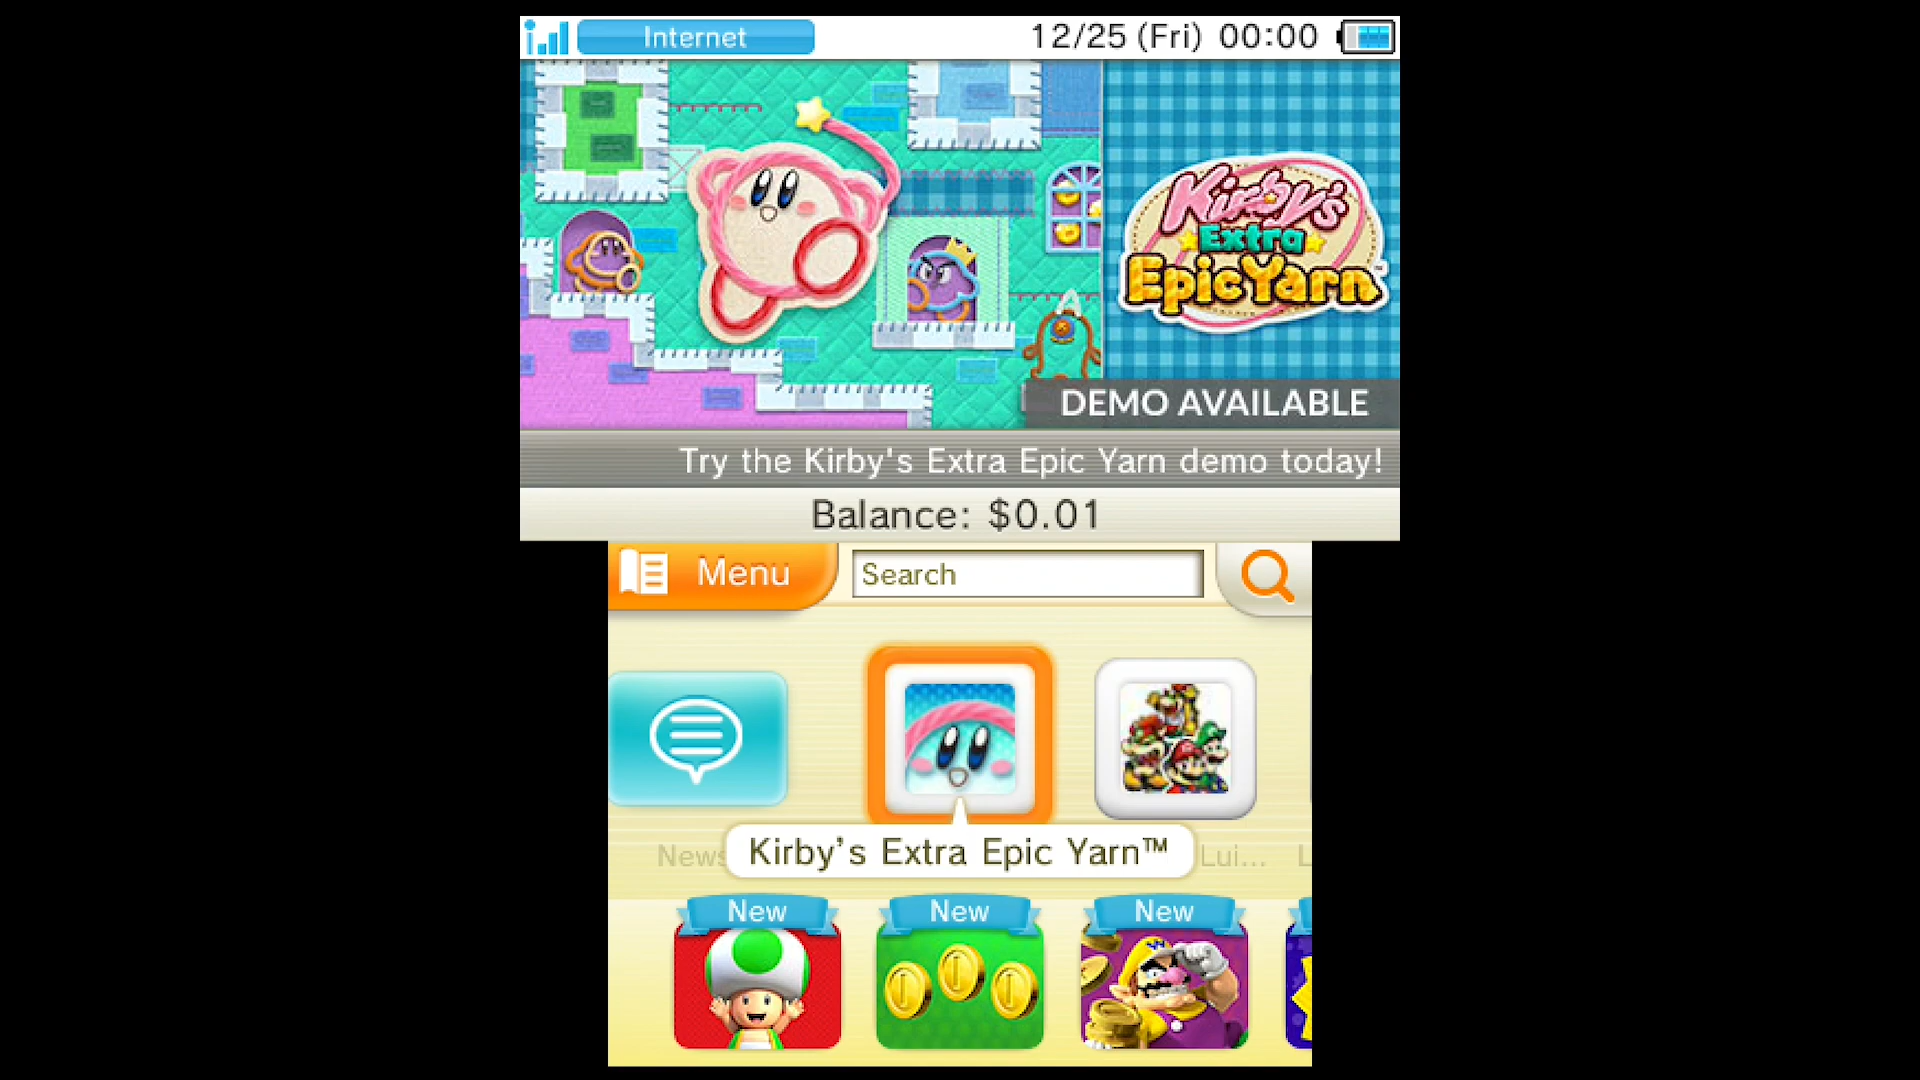 Internet
12/25 (Fri) 00:00
Kirby's
Extra
Epic Yarn
DEMO AVAILABLE
Try the Kirby's Extra Epic Yarn demo today!
Balance: $0.01
Menu
Search
News
Kirby's Extra Epic Yarn™
Lui...
L
New
New
New
W